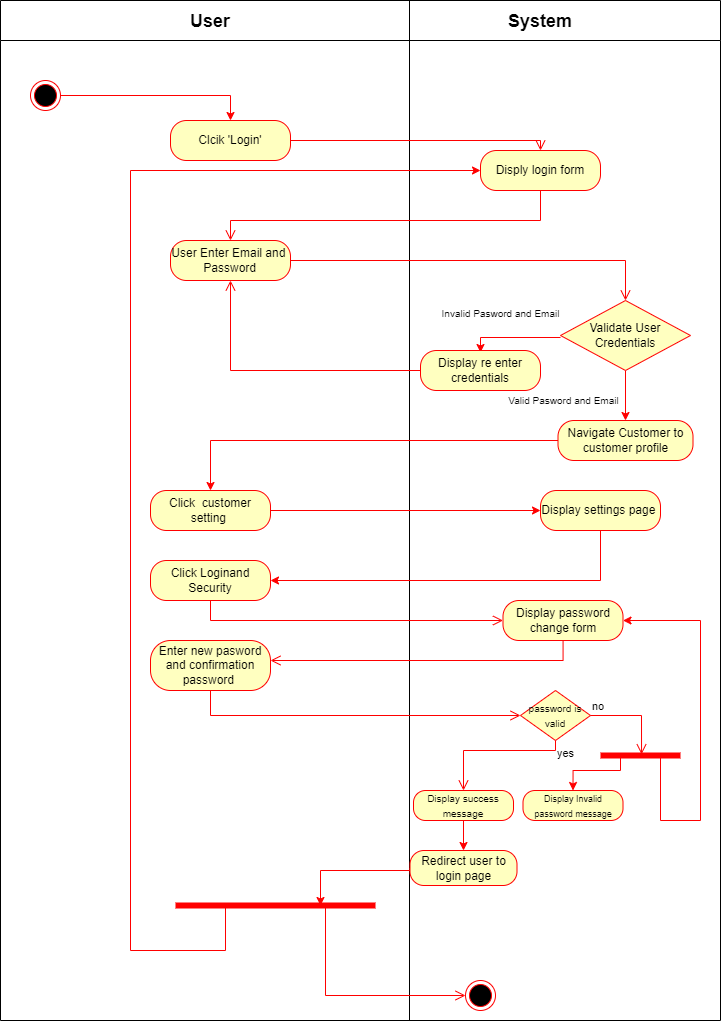 User
System
Clcik 'Login'
Disply login form
User Enter Email and
Password
Invalid Pasword and Email
Validate User
Credentials
Display re enter
credentials
Valid Pasword and Email
Navigate Customer to
customer profile
Click  customer
setting
Display settings page
Click Loginand
Security
Display password
change form
Enter new pasword
and confirmation
password
password is
valid
no
yes
Display success
message
Display Invalid
password message
Redirect user to
login page